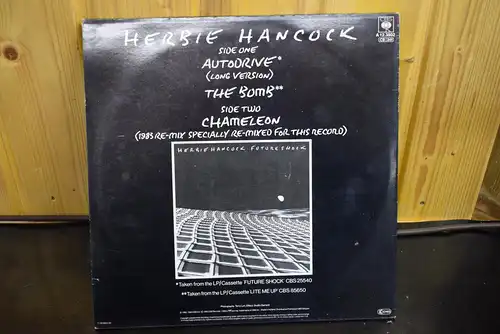 HERBIE HANCOCK
SIDE ONE
AUTODRIVE*
(LONG VERSION)
THE BOMB**
SIDE TWO
CHAMELEON
(1983 RE-MIX SPECIALLY RE-MIXED FOR THIS RECORD)
HERBIE HANCOCK FUTURE SHOCK
*Taken from the LP/Cassette FUTURE SHOCK CBS 25540
**Taken from the LP/Cassette 'LITE ME UP' CBS 85650